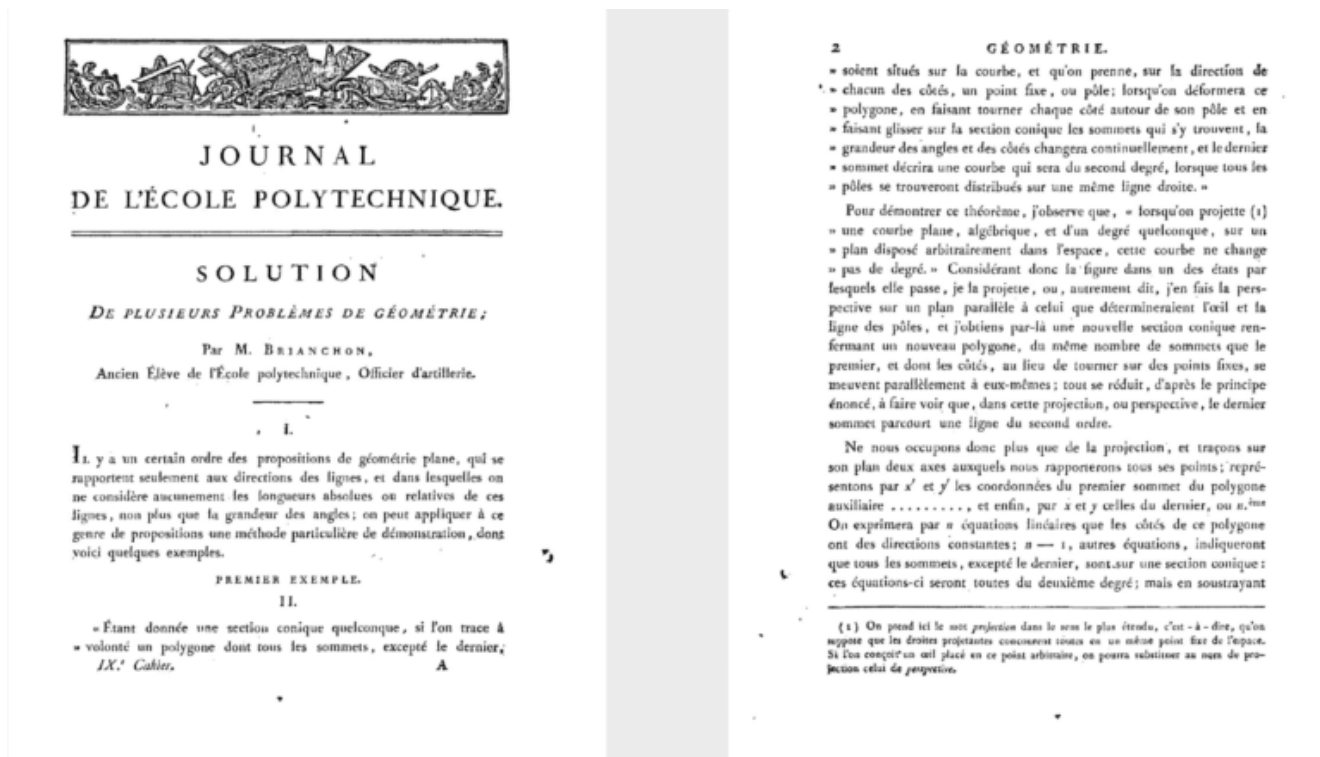 JOURNAL
DE L'ÉCOLE POLYTECHNIQUE.
SOLUTION
DE PLUSIEURS PROBLÈMES DE GÉOMÉTRIE;
Par M. BRIANCHON,
Ancien Élève de l'École polytechnique, Officier d'artillerie.
I.
IL y a un certain ordre des propositions de géométrie plane, qui se
rapportent seulement aux directions des lignes, et dans lesquelles on
ne considère aucunement les longueurs absolues ou relatives de ces
lignes, non plus que la grandeur des angles; on peut appliquer à ce
genre de propositions une méthode particulière de démonstration, dont
voici quelques exemples.
PREMIER EXEMPLE.
II.
« Étant donnée une section conique quelconque, si l'on trace à
» volonté un polygone dont tous les sommets, excepté le dernier,
IX.e Cahier. A
2 GÉOMÉTRIE.
» soient situés sur la courbe, et qu'on prenne, sur la direction de
» chacun des côtés, un point fixe, ou pôle; lorsqu'on déformera ce
» polygone, en faisant tourner chaque côté autour de son pôle et en
» faisant glisser sur la section conique les sommets qui s'y trouvent, la
» grandeur des angles et des côtés changera continuellement, et le dernier
» sommet décrira une courbe qui sera du second degré, lorsque tous les
» pôles se trouveront distribués sur une même ligne droite. »
Pour démontrer ce théorème, j'observe que, « lorsqu'on projette (1)
» une courbe plane, algébrique, et d'un degré quelconque, sur un
» plan disposé arbitrairement dans l'espace, cette courbe ne change
» pas de degré. » Considérant donc la figure dans un des états par
lesquels elle passe, je la projette, ou, autrement dit, j'en fais la pers-
pective sur un plan parallèle à celui que détermineraient l'œil et la
ligne des pôles, et j'obtiens par-là une nouvelle section conique ren-
fermant un nouveau polygone, du même nombre de sommets que le
premier, et dont les côtés, au lieu de tourner sur des points fixes, se
meuvent parallèlement à eux-mêmes; tout se réduit, d'après le principe
énoncé, à faire voir que, dans cette projection, ou perspective, le dernier
sommet parcourt une ligne du second ordre.
Ne nous occupons donc plus que de la projection, et traçons sur
son plan deux axes auxquels nous rapporterons tous ses points; repré-
sentons par x' et y' les coordonnées du premier sommet du polygone
auxiliaire ........., et enfin, par x et y celles du dernier, ou n.ème
On exprimera par n équations linéaires que les côtés de ce polygone
ont des directions constantes; n — 1, autres équations, indiqueront
que tous les sommets, excepté le dernier, sont sur une section conique:
ces équations-ci seront toutes du deuxième degré; mais en soustrayant
(1) On prend ici le mot projection dans le sens le plus étendu, c'est-à-dire, qu'on
suppose que les droites projetantes concourent toutes en un même point fixe de l'espace.
Si l'on conçoit un œil placé en ce point arbitraire, on pourra substituer au nom de pro-
jection celui de perspective.